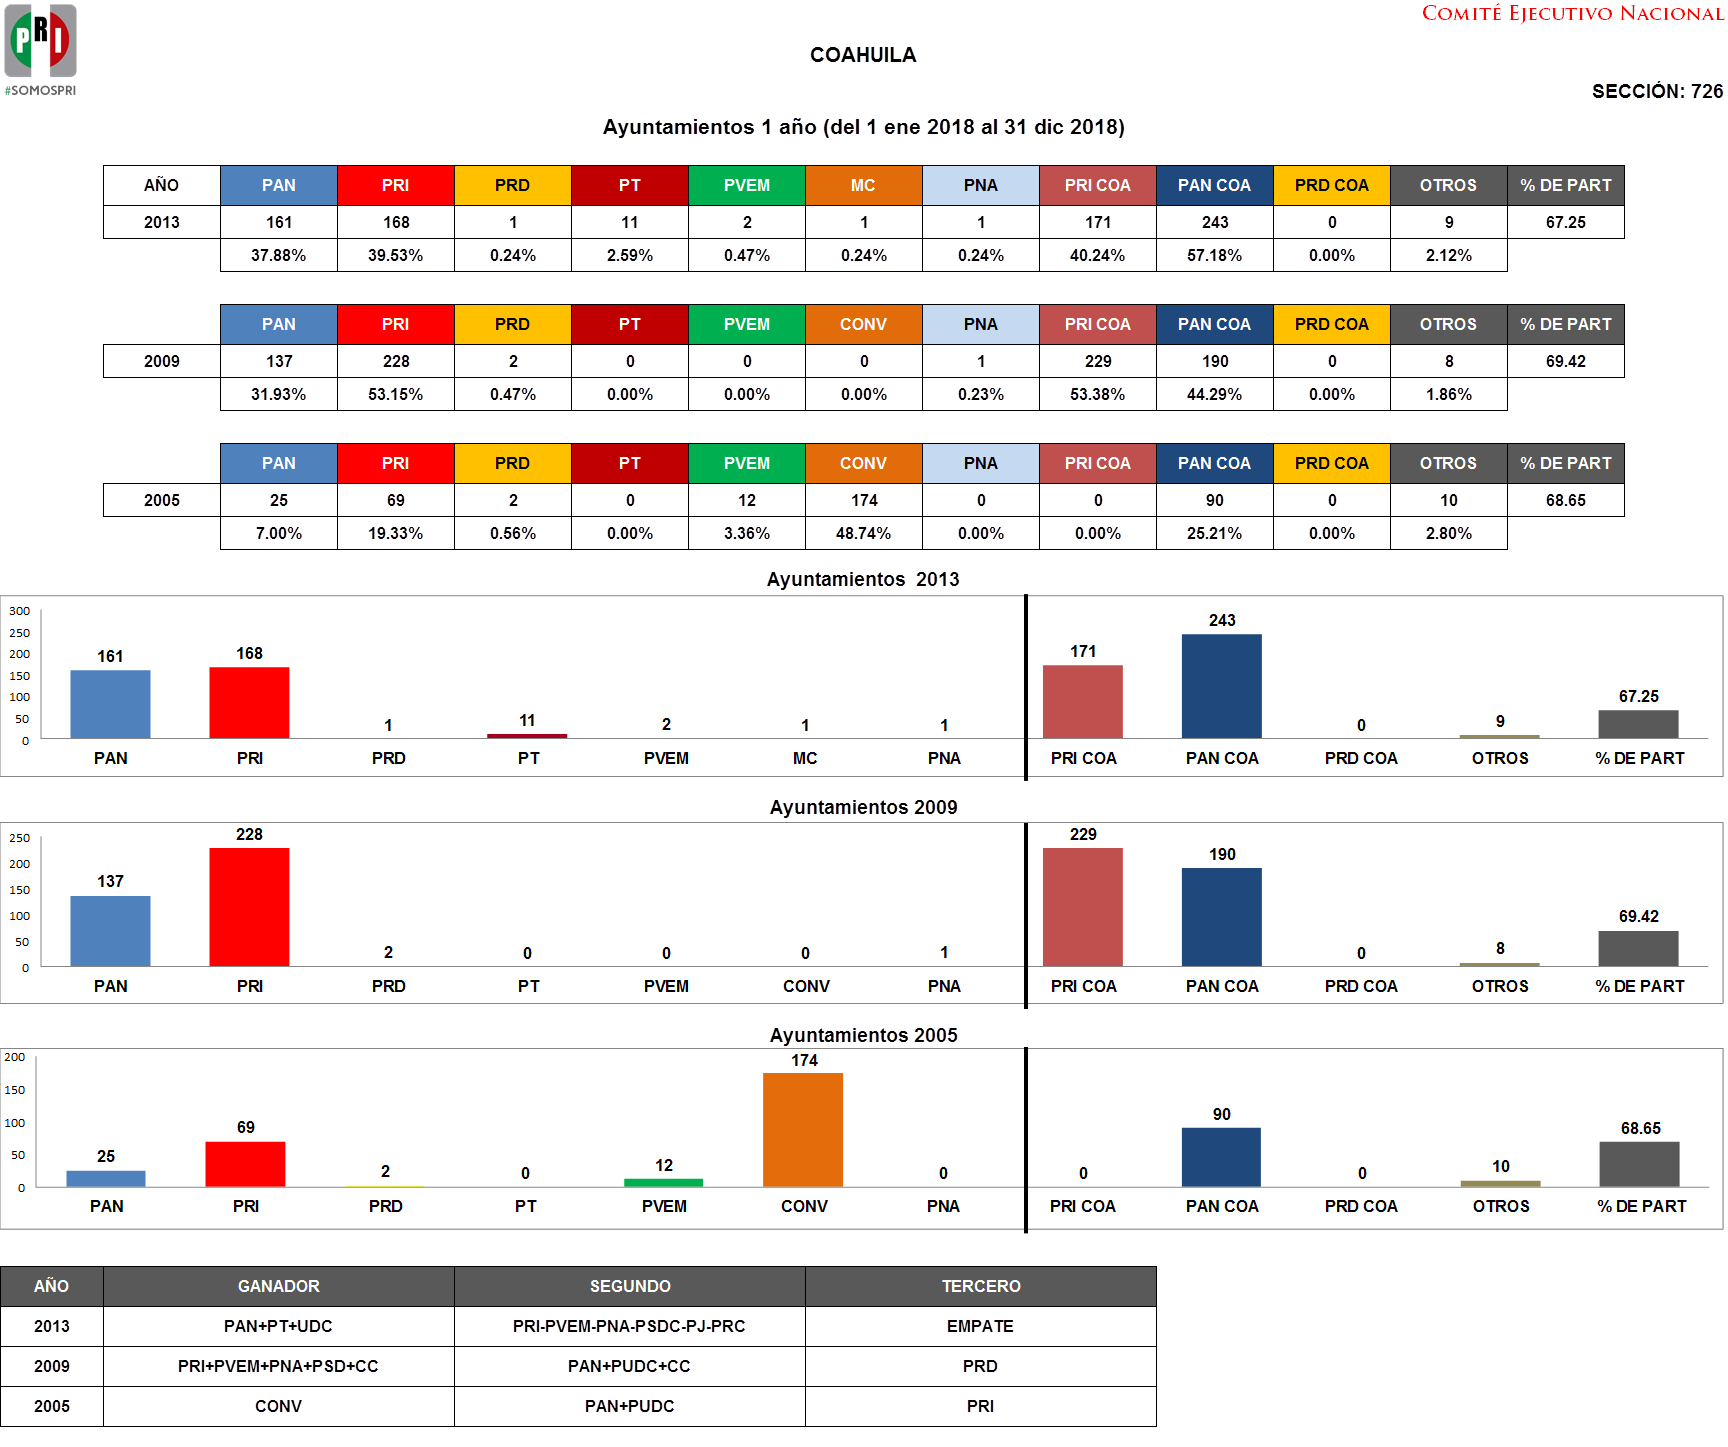 PRI
#SOMOSPRI
COMITÉ EJECUTIVO NACIONAL
COAHUILA
SECCIÓN: 726
Ayuntamientos 1 año (del 1 ene 2018 al 31 dic 2018)
AÑO PAN PRI PRD PT PVEM MC PNA PRI COA PAN COA PRD COA OTROS % DE PART
2013 161 168 1 11 2 1 1 171 243 0 9 67.25
37.88% 39.53% 0.24% 2.59% 0.47% 0.24% 0.24% 40.24% 57.18% 0.00% 2.12%
PAN PRI PRD PT PVEM CONV PNA PRI COA PAN COA PRD COA OTROS % DE PART
2009 137 228 2 0 0 0 1 229 190 0 8 69.42
31.93% 53.15% 0.47% 0.00% 0.00% 0.00% 0.23% 53.38% 44.29% 0.00% 1.86%
PAN PRI PRD PT PVEM CONV PNA PRI COA PAN COA PRD COA OTROS % DE PART
2005 25 69 2 0 12 174 0 0 90 0 10 68.65
7.00% 19.33% 0.56% 0.00% 3.36% 48.74% 0.00% 0.00% 25.21% 0.00% 2.80%
Ayuntamientos 2013
300
250
200
150
100
50
0
161 168 1 11 2 1 1 171 243 0 9 67.25
PAN PRI PRD PT PVEM MC PNA PRI COA PAN COA PRD COA OTROS % DE PART
Ayuntamientos 2009
250
200
150
100
50
0
137 228 2 0 0 0 1 229 190 0 8 69.42
PAN PRI PRD PT PVEM CONV PNA PRI COA PAN COA PRD COA OTROS % DE PART
Ayuntamientos 2005
200
150
100
50
0
25 69 2 0 12 174 0 0 90 0 10 68.65
PAN PRI PRD PT PVEM CONV PNA PRI COA PAN COA PRD COA OTROS % DE PART
AÑO GANADOR SEGUNDO TERCERO
2013 PAN+PT+UDC PRI-PVEM-PNA-PSDC-PJ-PRC EMPATE
2009 PRI+PVEM+PNA+PSD+CC PAN+PUDC+CC PRD
2005 CONV PAN+PUDC PRI